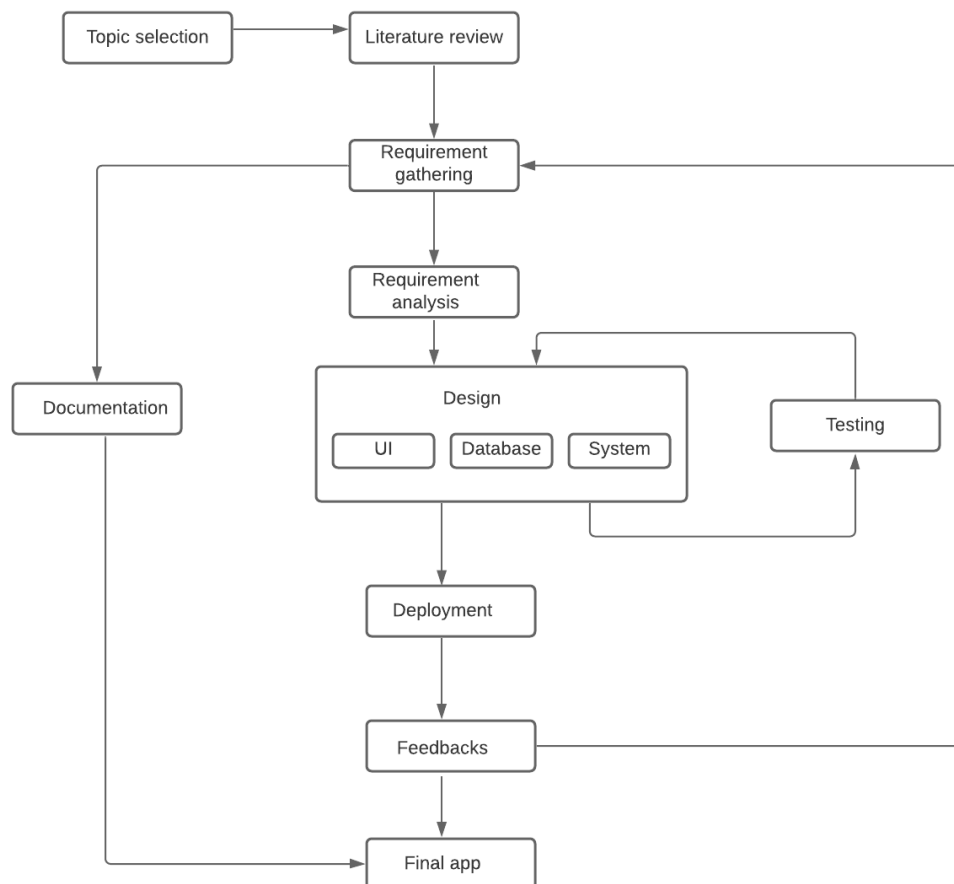 Topic selection
Literature review
Requirement
gathering
Requirement
analysis
Documentation
Design
UI
Database
System
Testing
Deployment
Feedbacks
Final app